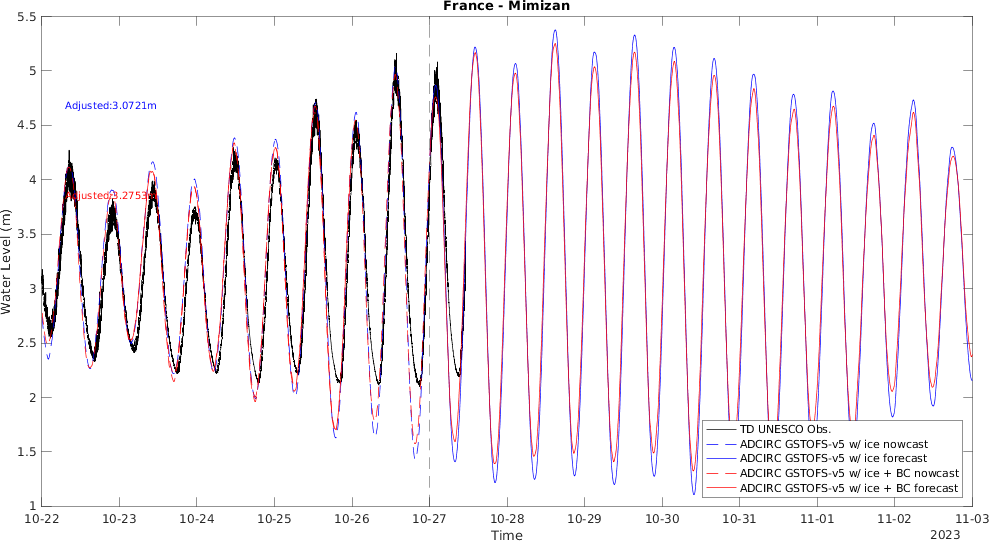 France - Mimizan
5.5
5
4.5
4
3.5
3
2.5
2
1.5
1
Water Level (m)
Adjusted:3.0721m
Adjusted:3.2753m
TD UNESCO Obs.
ADCIRC GSTOFS-v5 w/ ice nowcast
ADCIRC GSTOFS-v5 w/ ice forecast
ADCIRC GSTOFS-v5 w/ ice + BC nowcast
ADCIRC GSTOFS-v5 w/ ice + BC forecast
10-22 10-23 10-24 10-25 10-26 10-27 10-28 10-29 10-30 10-31 11-01 11-02 11-03
Time
2023